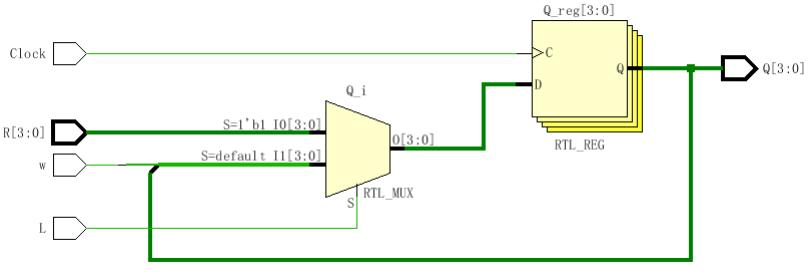 Q_reg[3:0]
Clock
C
Q
Q[3:0]
D
Q_i
R[3:0]
S=1'b1 I0[3:0]
O[3:0]
w
S=default I1[3:0]
RTL_REG
S
RTL_MUX
L